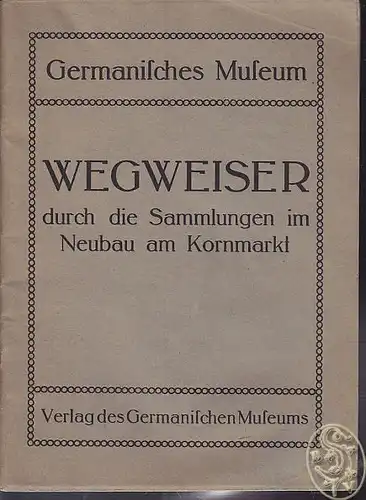 Germaniſches Muſeum
WEGWEISER
durch die Sammlungen im
Neubau am Kornmarkt
Verlag des Germaniſchen Muſeums